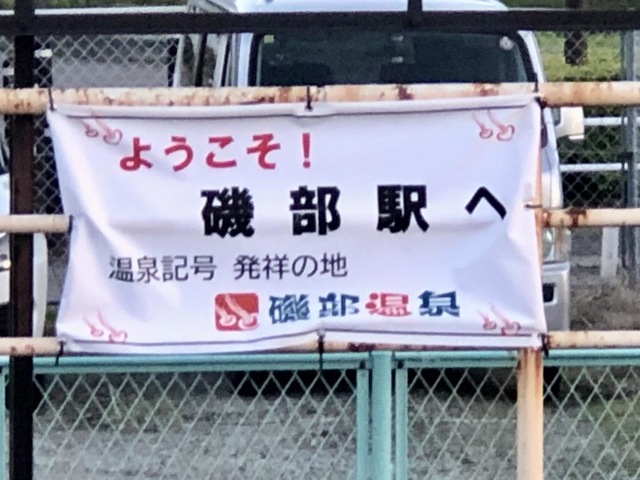 ようこそ！
磯部駅へ
温泉記号 発祥の地
磯部温泉